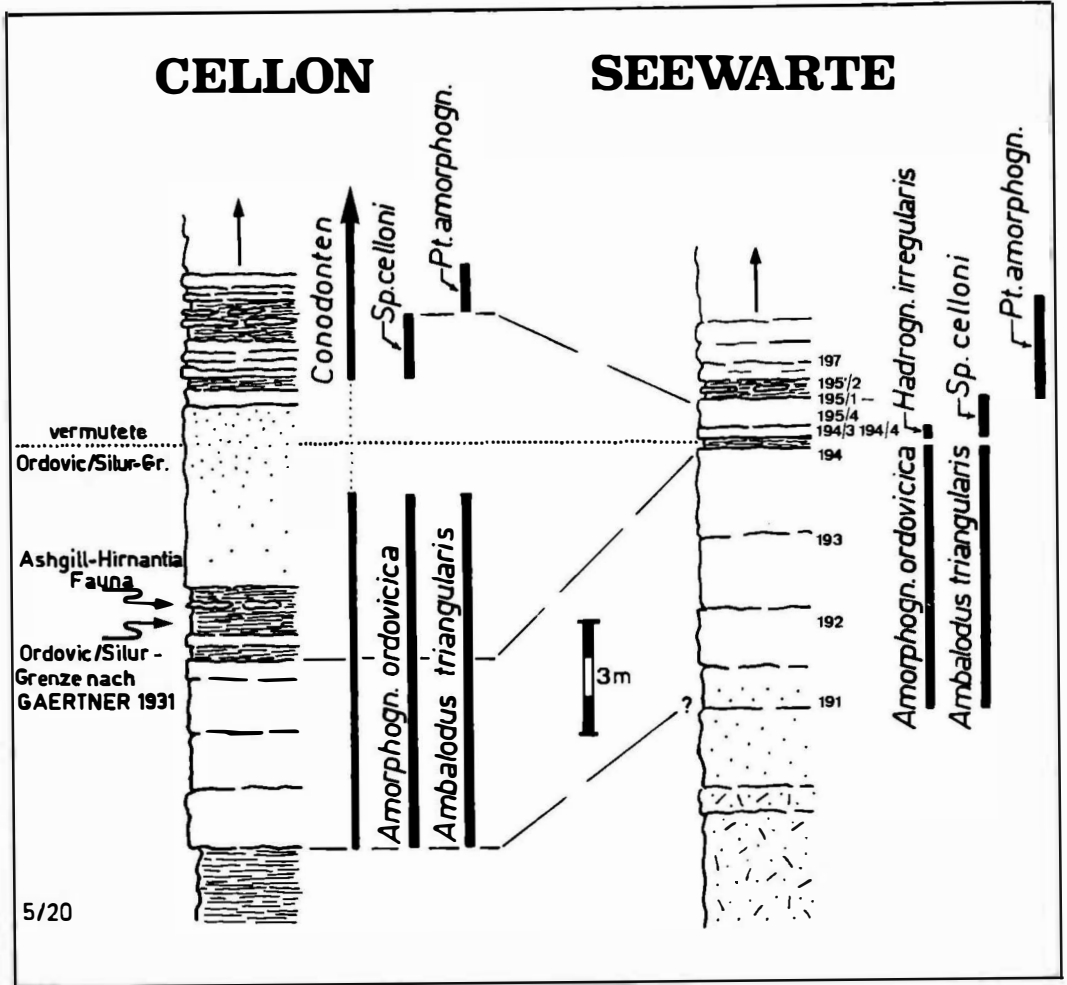 CELLON
SEEWARTE
Conodonten
Sp. celloni
Pt. amorphogn.
Hadrogn. irregularis
Sp. celloni
Pt. amorphogn.
vermutete
Ordovic/Silur-Gr.
Ashgill-Hirnantia
Fauna
Ordovic/Silur -
Grenze nach
GAERTNER 1931
Amorphogn. ordovicica
Ambalodus triangularis
3m
?
197
195/2
195/1
195/4
194/3 194/4
194
193
192
191
Amorphogn. ordovicica
Ambalodus triangularis
5/20